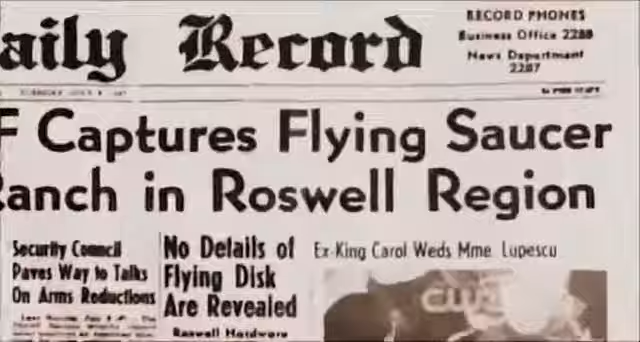 aily Record
RECORD PHONES
Business Office 2288
News Department
2287
F Captures Flying Saucer
Ranch in Roswell Region
Security Council
Paves Way to Talks
On Arms Reductions
No Details of
Flying Disk
Are Revealed
Roswell Hardware
Ex-King Carol Weds Mme. Lupescu
CW